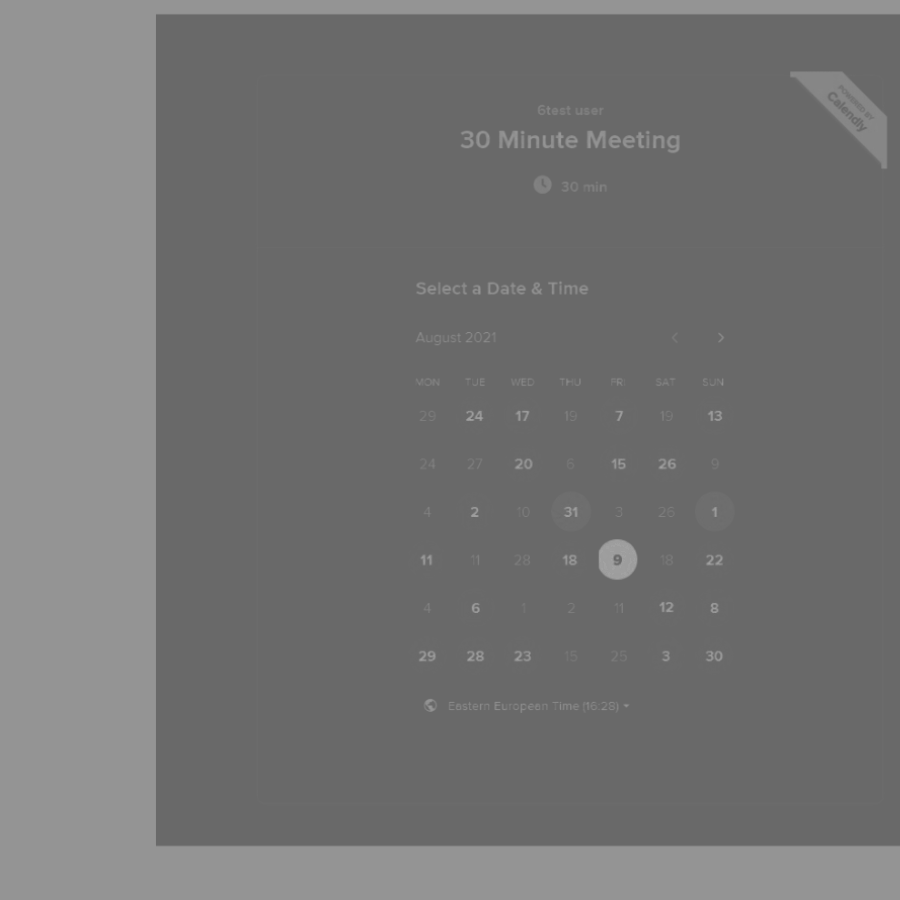 POWERED BY
Calendly
6test user
30 Minute Meeting
30 min
Select a Date & Time
August 2021
MON TUE WED THU FRI SAT SUN
29 24 17 19 7 19 13
24 27 20 6 15 26 9
4 2 10 31 3 26 1
11 11 28 18 9 18 22
4 6 1 2 11 12 8
29 28 23 15 25 3 30
Eastern European Time (16:28)